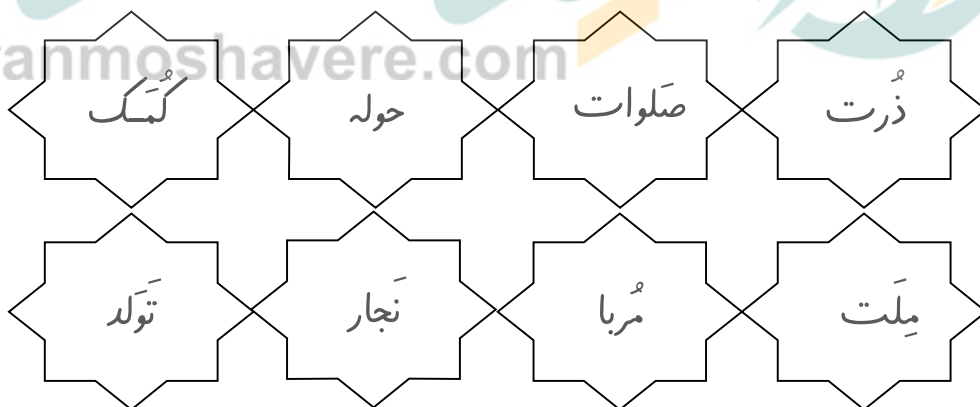 anmoshavere.com
ذُرت صَلوات حوله کُمَک
مِلَت مُربا نَجار تَوَلد